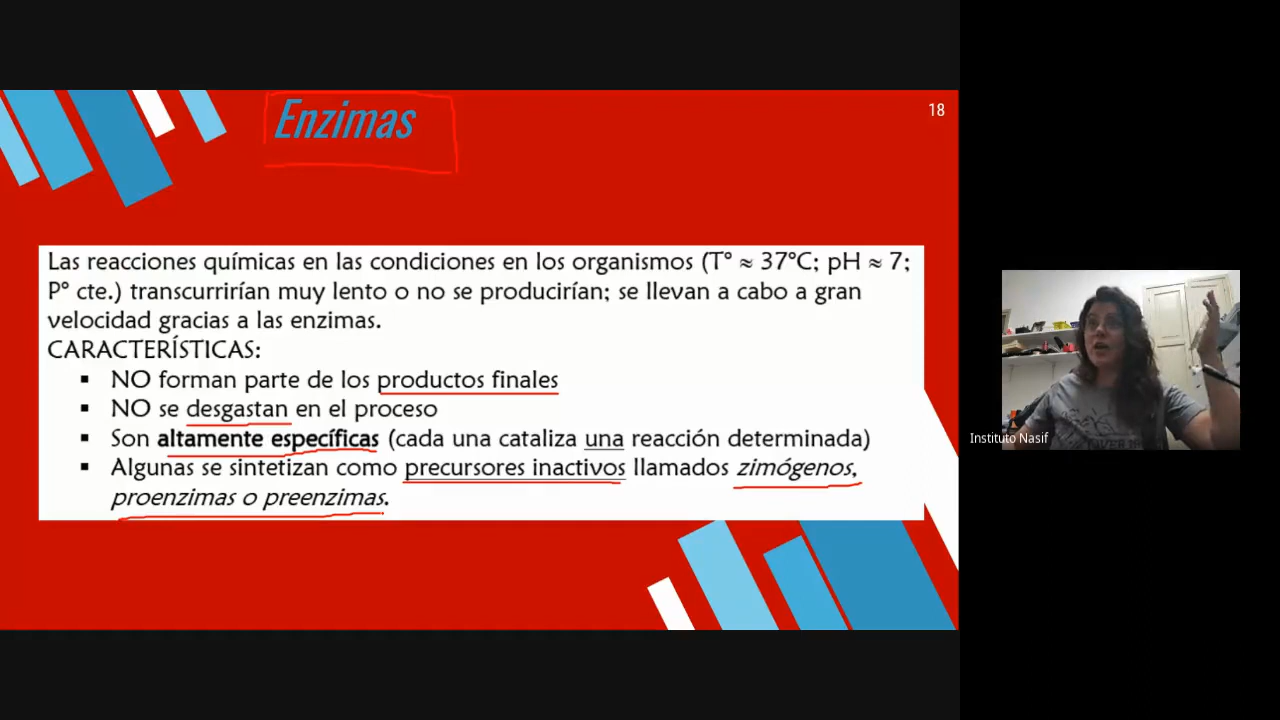 Enzimas
18
Las reacciones químicas en las condiciones en los organismos (T° ≈ 37°C; pH ≈ 7;
P° cte.) transcurrirían muy lento o no se producirían; se llevan a cabo a gran
velocidad gracias a las enzimas.
CARACTERÍSTICAS:
▪ NO forman parte de los productos finales
▪ NO se desgastan en el proceso
▪ Son altamente específicas (cada una cataliza una reacción determinada)
▪ Algunas se sintetizan como precursores inactivos llamados zimógenos,
proenzimas o preenzimas.
Instituto Nasif